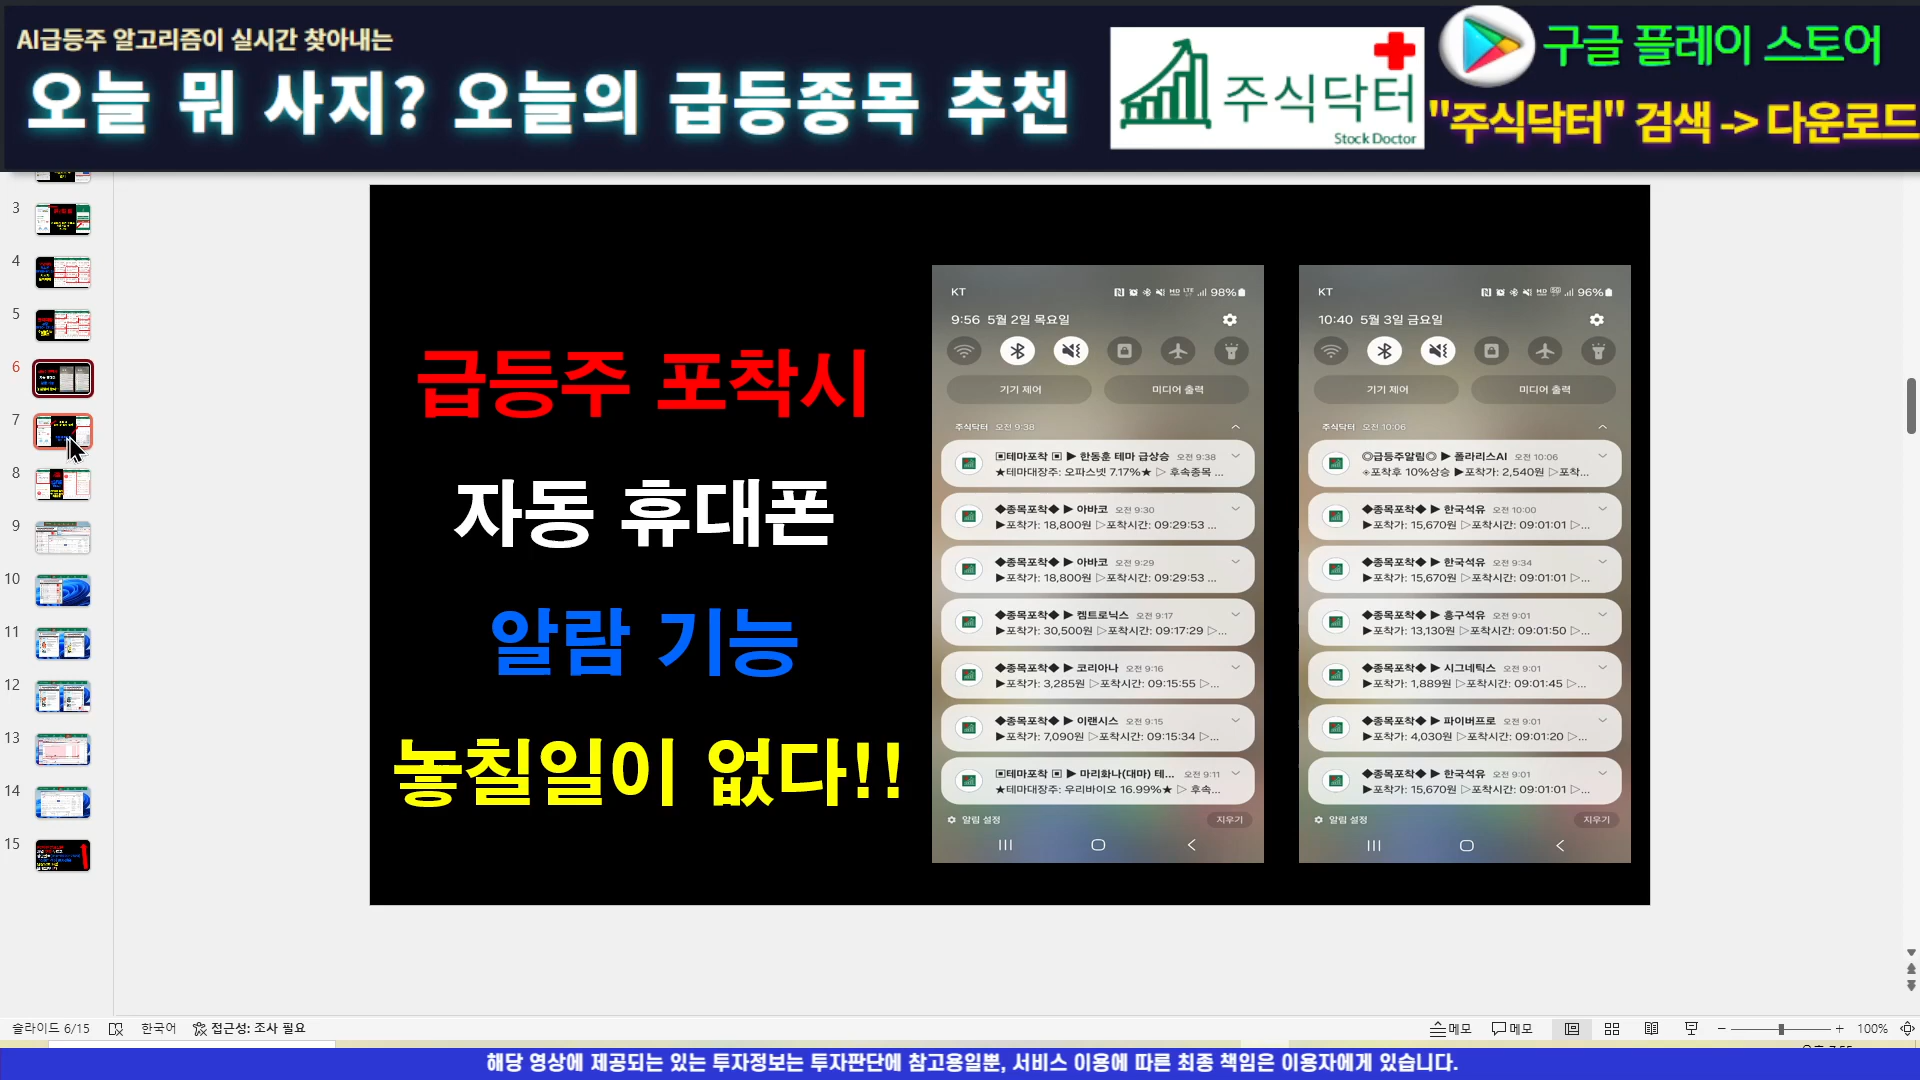 AI급등주 알고리즘이 실시간 찾아내는
오늘 뭐 사지? 오늘의 급등종목 추천
주식닥터
Stock Doctor
구글 플레이 스토어
"주식닥터" 검색 -> 다운로드
3
4
5
6
7
8
9
10
11
12
13
14
15
급등주 포착시
자동 휴대폰
알람 기능
놓칠일이 없다!!
KT
98%
9:56 5월 2일 목요일
기기 제어
미디어 출력
주식닥터 오전 9:38
▣테마포착 ▣ ▶ 한동훈 테마 급상승 오전 9:38
★테마대장주: 오파스넷 7.17%★ ▷ 후속종목 ...
◆종목포착◆ ▶ 아바코 오전 9:30
▶포착가: 18,800원 ▷포착시간: 09:29:53 ...
◆종목포착◆ ▶ 아바코 오전 9:29
▶포착가: 18,800원 ▷포착시간: 09:29:53 ...
◆종목포착◆ ▶ 켐트로닉스 오전 9:17
▶포착가: 30,500원 ▷포착시간: 09:17:29 ▷...
◆종목포착◆ ▶ 코리아나 오전 9:16
▶포착가: 3,285원 ▷포착시간: 09:15:55 ▷...
◆종목포착◆ ▶ 이랜시스 오전 9:15
▶포착가: 7,090원 ▷포착시간: 09:15:34 ▷...
▣테마포착 ▣ ▶ 마리화나(대마) 테... 오전 9:11
★테마대장주: 우리바이오 16.99%★ ▷ 후속...
알림 설정
지우기
KT
96%
10:40 5월 3일 금요일
기기 제어
미디어 출력
주식닥터 오전 10:06
◎급등주알림◎ ▶ 폴라리스AI 오전 10:06
◈포착후 10%상승 ▶포착가: 2,540원 ▷포착...
◆종목포착◆ ▶ 한국석유 오전 10:00
▶포착가: 15,670원 ▷포착시간: 09:01:01 ▷...
◆종목포착◆ ▶ 한국석유 오전 9:34
▶포착가: 15,670원 ▷포착시간: 09:01:01 ▷...
◆종목포착◆ ▶ 흥구석유 오전 9:01
▶포착가: 13,130원 ▷포착시간: 09:01:50 ▷...
◆종목포착◆ ▶ 시그네틱스 오전 9:01
▶포착가: 1,889원 ▷포착시간: 09:01:45 ▷...
◆종목포착◆ ▶ 파이버프로 오전 9:01
▶포착가: 4,030원 ▷포착시간: 09:01:20 ▷...
◆종목포착◆ ▶ 한국석유 오전 9:01
▶포착가: 15,670원 ▷포착시간: 09:01:01 ▷...
알림 설정
지우기
슬라이드 6/15 한국어 접근성: 조사 필요
메모 메모 100%
해당 영상에 제공되는 있는 투자정보는 투자판단에 참고용일뿐, 서비스 이용에 따른 최종 책임은 이용자에게 있습니다.